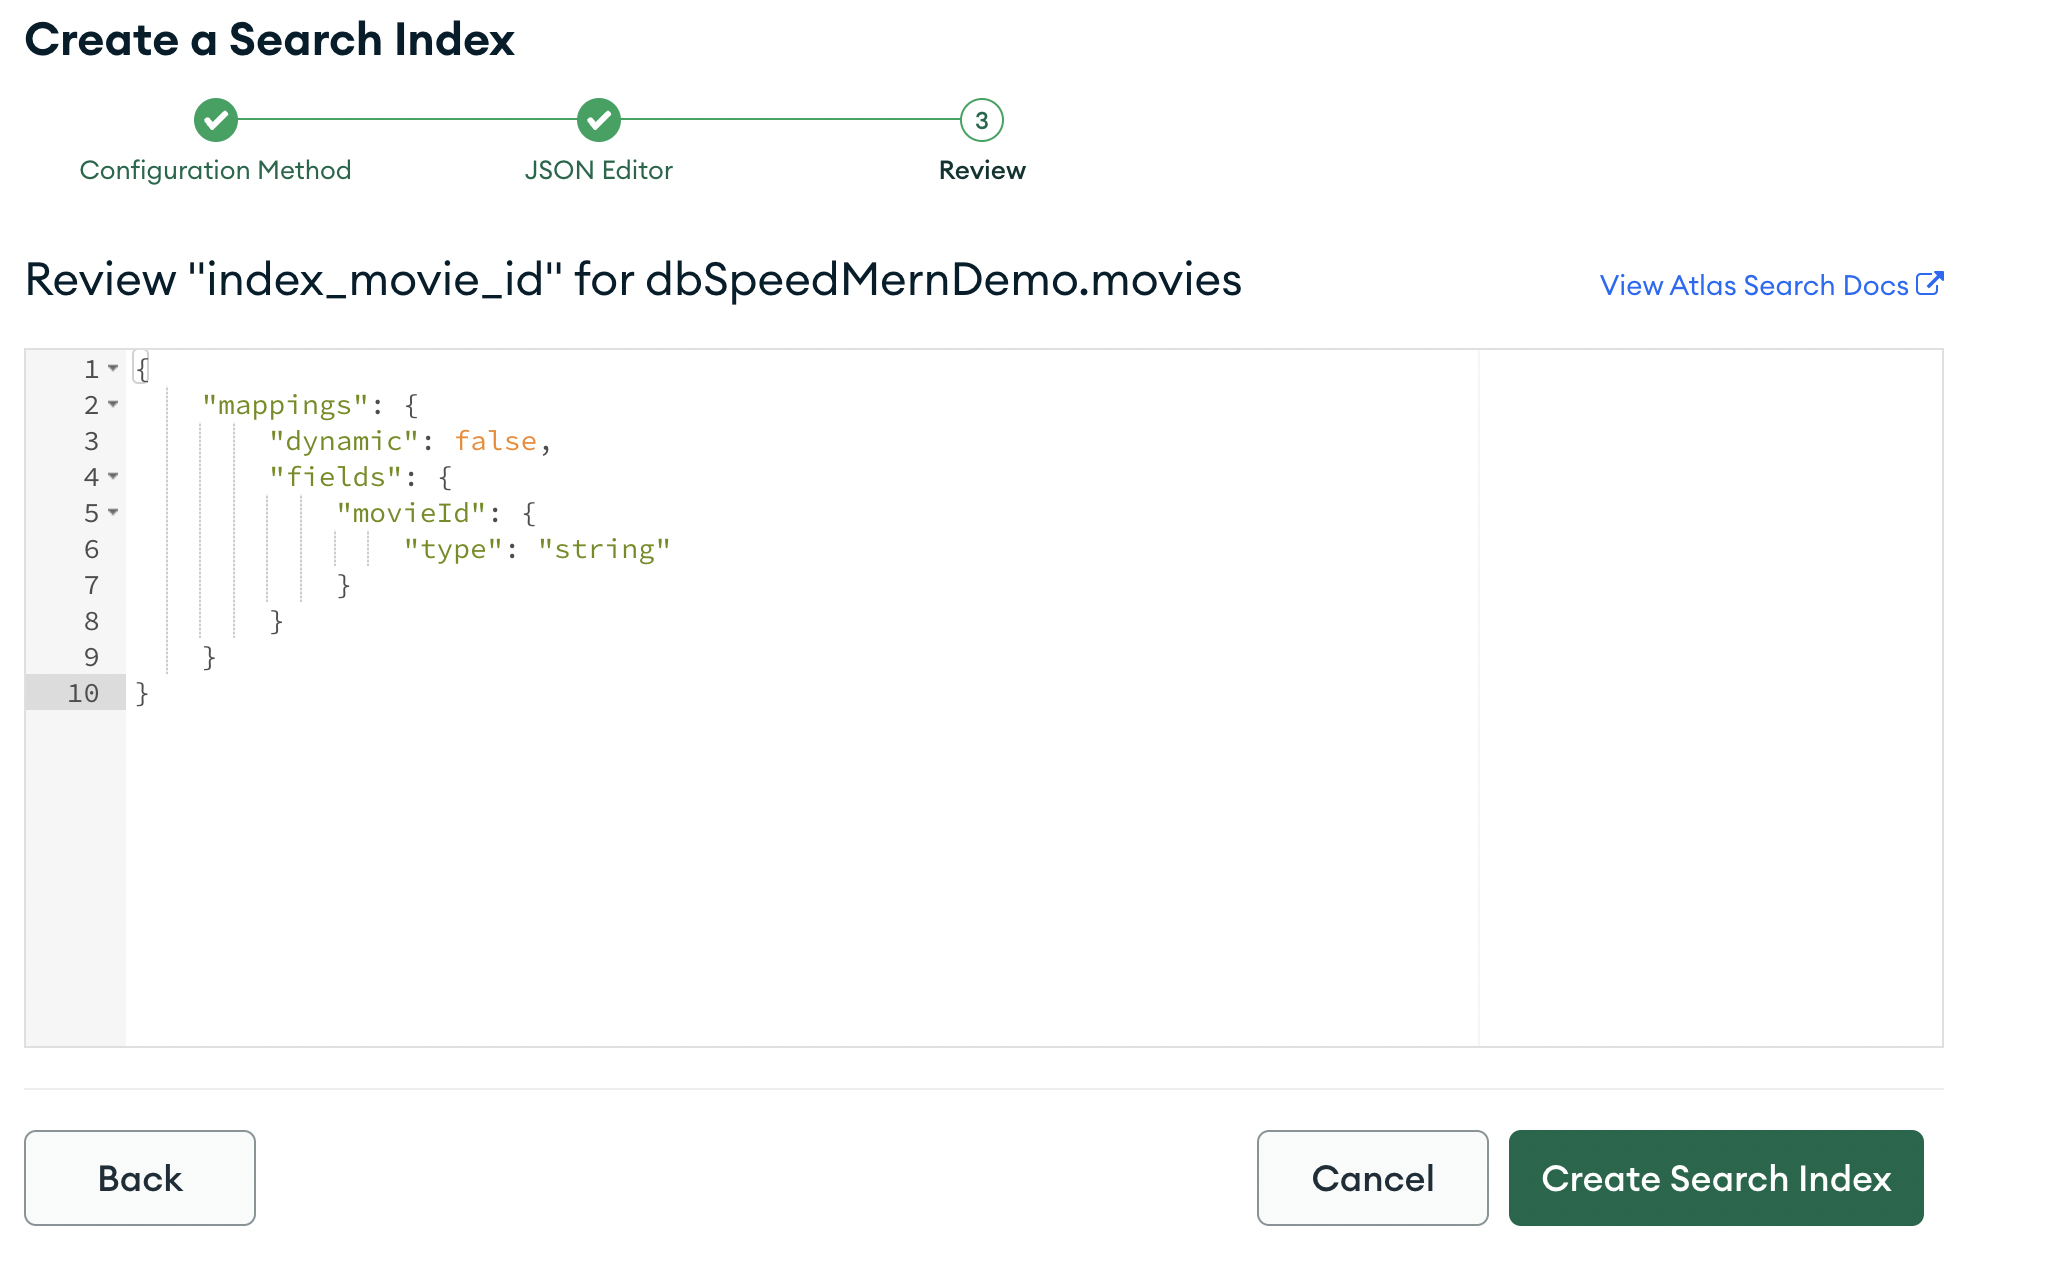 Create a Search Index
3
Configuration Method
JSON Editor
Review
Review "index_movie_id" for dbSpeedMernDemo.movies
View Atlas Search Docs
1 {
2     "mappings": {
3         "dynamic": false,
4         "fields": {
5             "movieId": {
6                 "type": "string"
7             }
8         }
9     }
10 }
Back
Cancel
Create Search Index